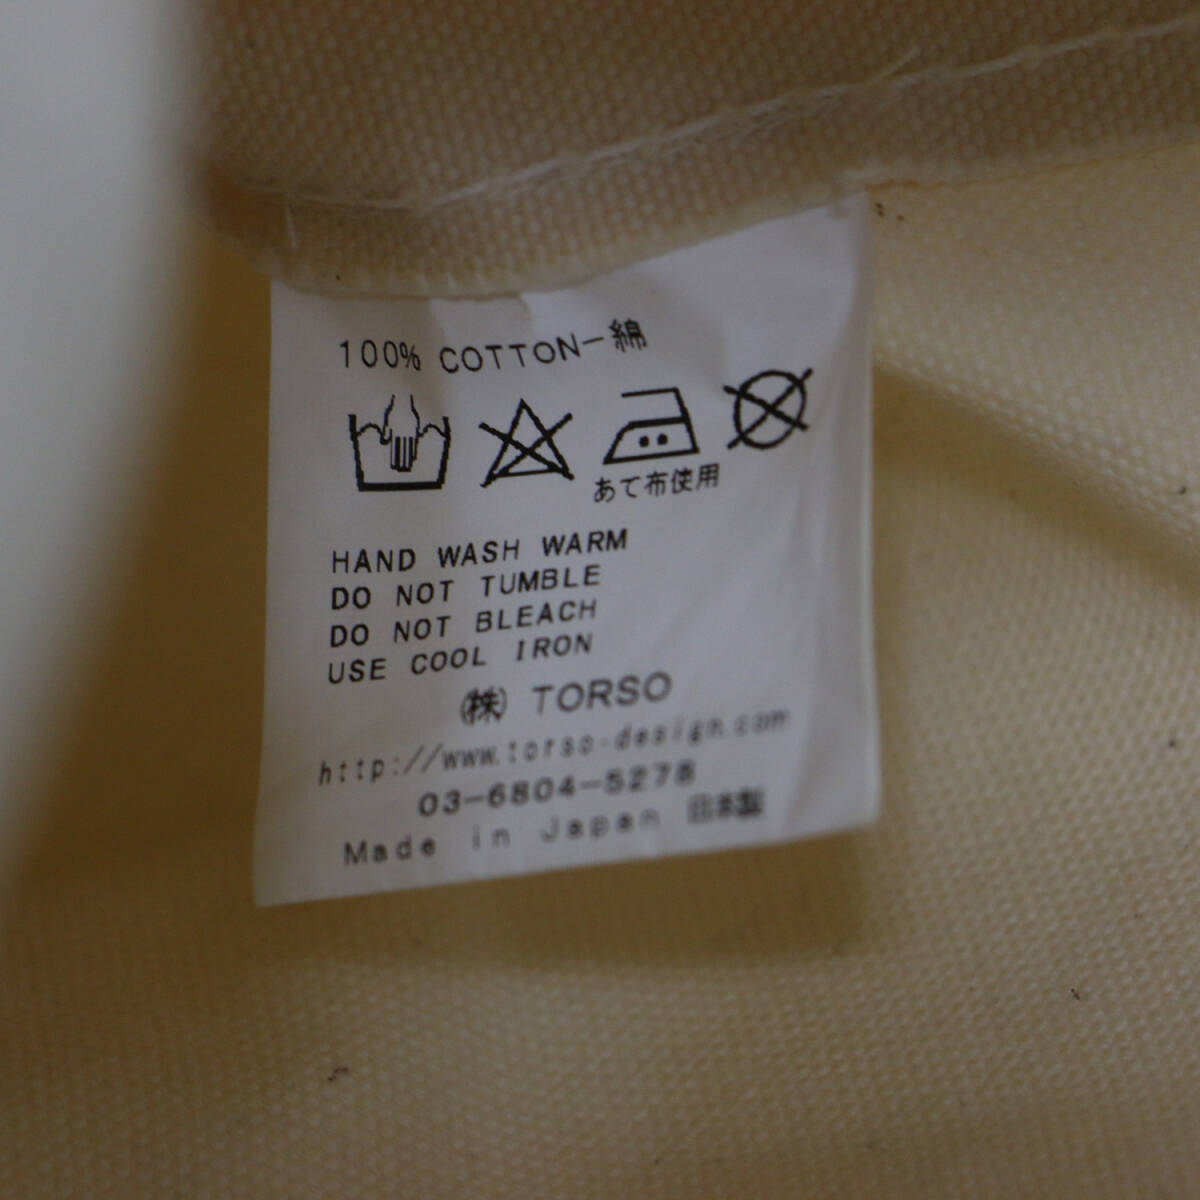 100% COTTON-綿
あて布使用
HAND WASH WARM
DO NOT TUMBLE
DO NOT BLEACH
USE COOL IRON
㈱ TORSO
http://www.torso-design.com
03-6804-5278
Made in Japan 日本製